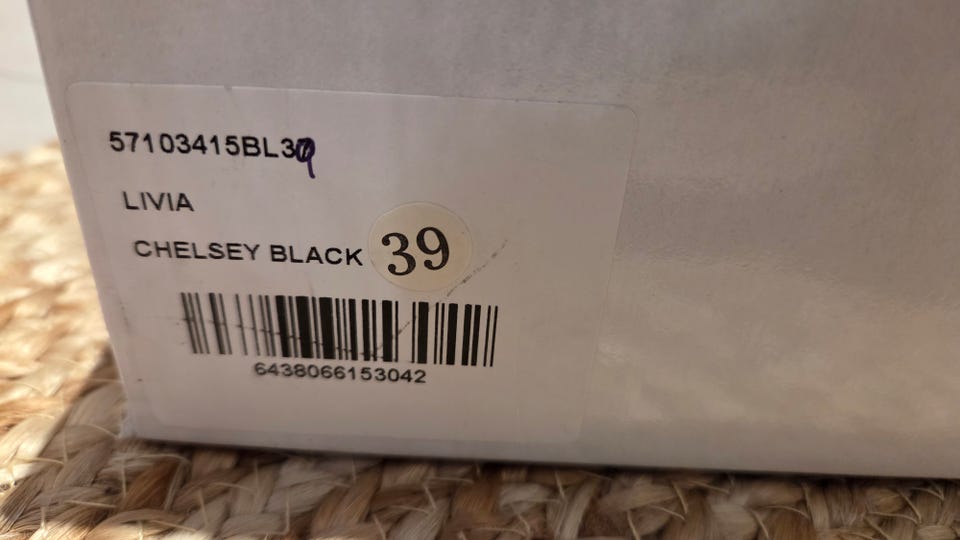 57103415BL39
LIVIA
CHELSEY BLACK
39
6438066153042